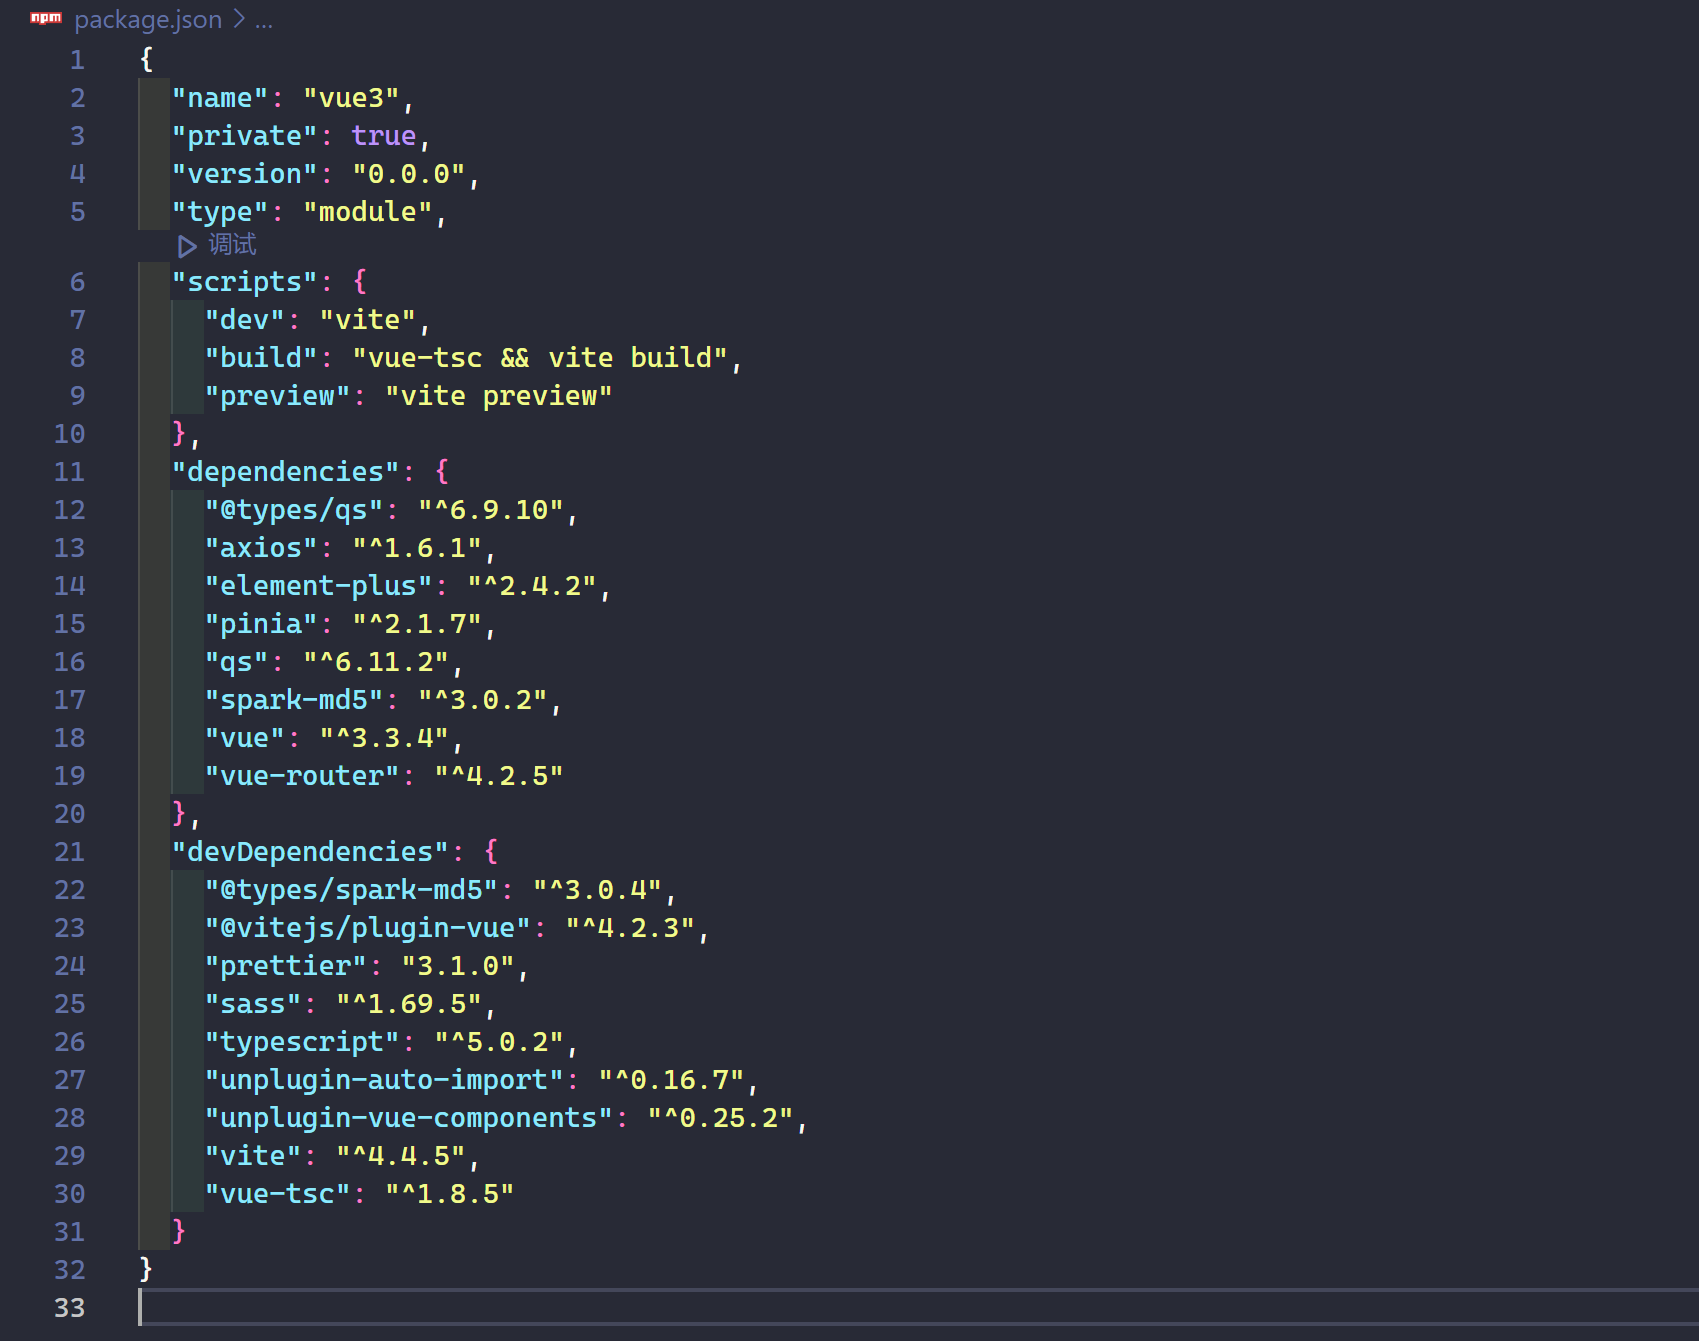 npm package.json > ...
1 {
2   "name": "vue3",
3   "private": true,
4   "version": "0.0.0",
5   "type": "module",
▷ 调试
6   "scripts": {
7     "dev": "vite",
8     "build": "vue-tsc && vite build",
9     "preview": "vite preview"
10   },
11   "dependencies": {
12     "@types/qs": "^6.9.10",
13     "axios": "^1.6.1",
14     "element-plus": "^2.4.2",
15     "pinia": "^2.1.7",
16     "qs": "^6.11.2",
17     "spark-md5": "^3.0.2",
18     "vue": "^3.3.4",
19     "vue-router": "^4.2.5"
20   },
21   "devDependencies": {
22     "@types/spark-md5": "^3.0.4",
23     "@vitejs/plugin-vue": "^4.2.3",
24     "prettier": "3.1.0",
25     "sass": "^1.69.5",
26     "typescript": "^5.0.2",
27     "unplugin-auto-import": "^0.16.7",
28     "unplugin-vue-components": "^0.25.2",
29     "vite": "^4.4.5",
30     "vue-tsc": "^1.8.5"
31   }
32 }
33